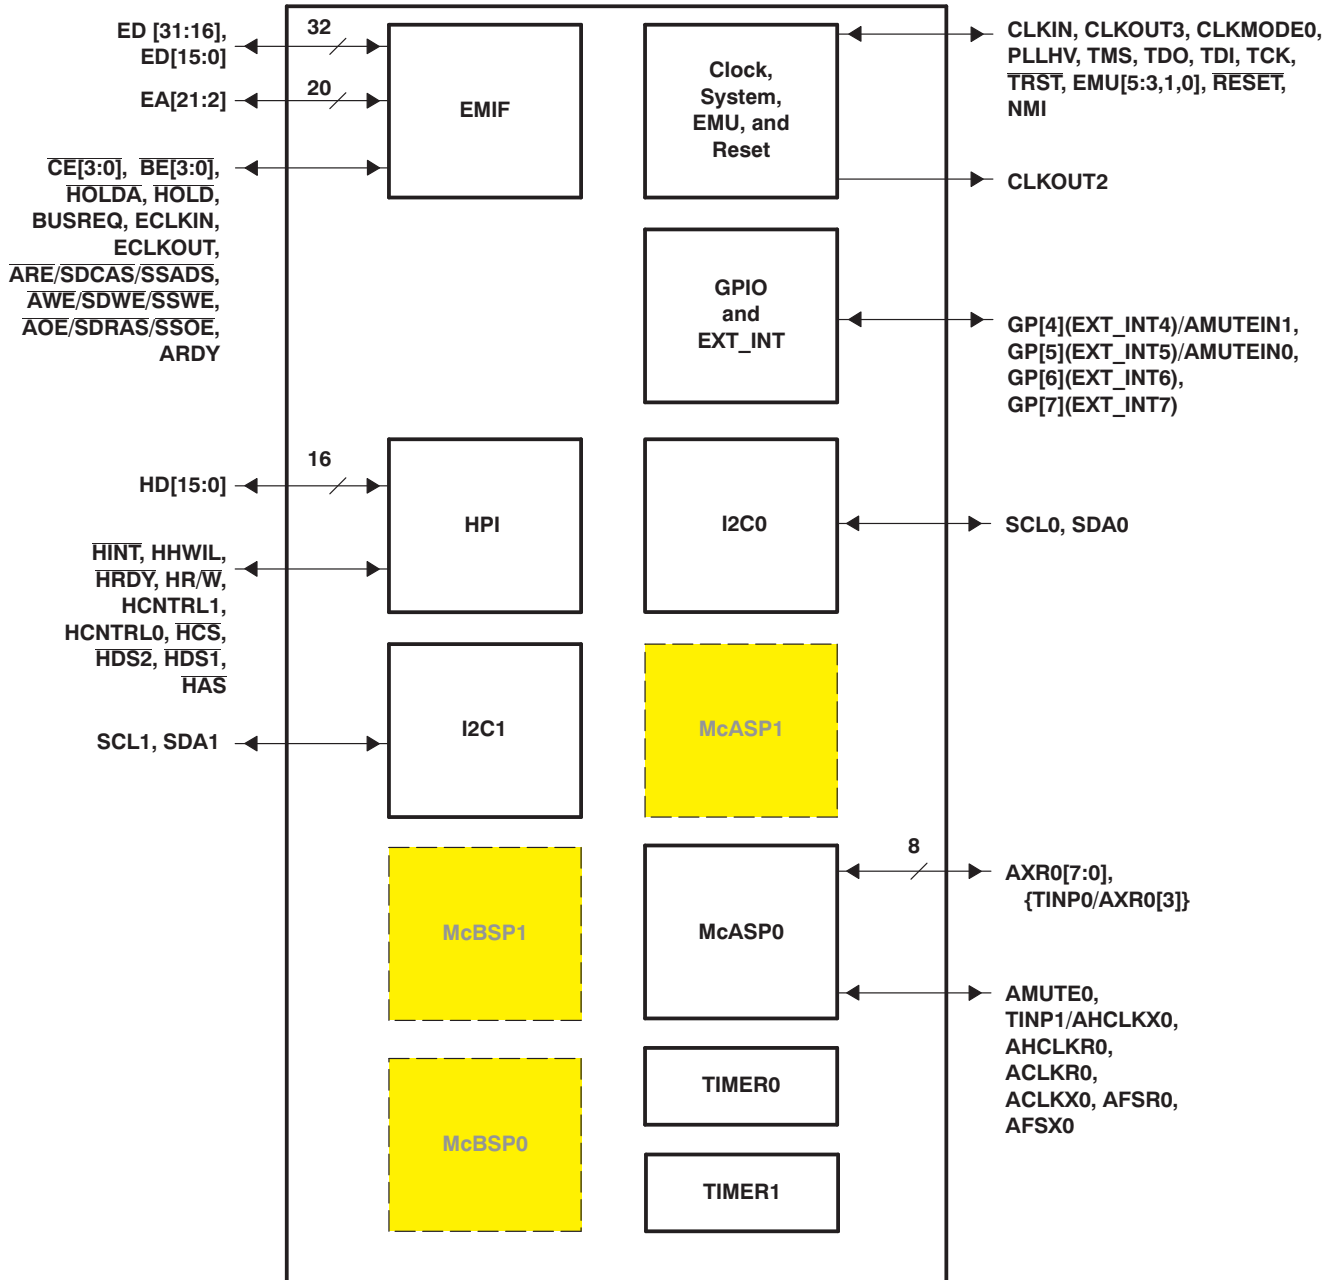 ED [31:16],
ED[15:0]
32
EA[21:2]
20
CE[3:0], BE[3:0],
HOLDA, HOLD,
BUSREQ, ECLKIN,
ECLKOUT,
ARE/SDCAS/SSADS,
AWE/SDWE/SSWE,
AOE/SDRAS/SSOE,
ARDY
EMIF
Clock,
System,
EMU, and
Reset
CLKIN, CLKOUT3, CLKMODE0,
PLLHV, TMS, TDO, TDI, TCK,
TRST, EMU[5:3,1,0], RESET,
NMI
CLKOUT2
GPIO
and
EXT_INT
GP[4](EXT_INT4)/AMUTEIN1,
GP[5](EXT_INT5)/AMUTEIN0,
GP[6](EXT_INT6),
GP[7](EXT_INT7)
HD[15:0]
16
HINT, HHWIL,
HRDY, HR/W,
HCNTRL1,
HCNTRL0, HCS,
HDS2, HDS1,
HAS
HPI
I2C0
SCL0, SDA0
SCL1, SDA1
I2C1
McASP1
McBSP1
McASP0
8
AXR0[7:0],
{TINP0/AXR0[3]}
AMUTE0,
TINP1/AHCLKX0,
AHCLKR0,
ACLKR0,
ACLKX0, AFSR0,
AFSX0
McBSP0
TIMER0
TIMER1